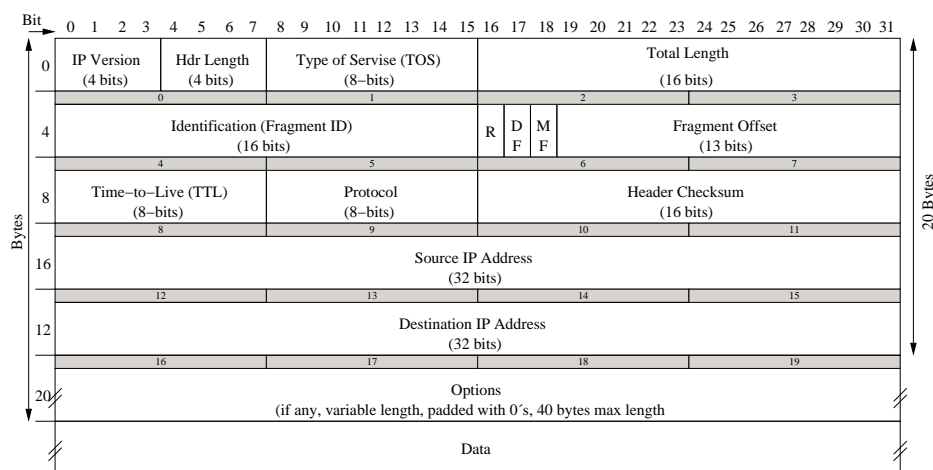 Bit
0 1 2 3 4 5 6 7 8 9 10 11 12 13 14 15 16 17 18 19 20 21 22 23 24 25 26 27 28 29 30 31
0
IP Version
(4 bits)
Hdr Length
(4 bits)
Type of Servise (TOS)
(8−bits)
Total Length
(16 bits)
0 1 2 3
4
Identification (Fragment ID)
(16 bits)
R
D
F
M
F
Fragment Offset
(13 bits)
4 5 6 7
8
Time−to−Live (TTL)
(8−bits)
Protocol
(8−bits)
Header Checksum
(16 bits)
8 9 10 11
16
Source IP Address
(32 bits)
12 13 14 15
12
Destination IP Address
(32 bits)
16 17 18 19
20
Options
(if any, variable length, padded with 0´s, 40 bytes max length
Data
Bytes
20 Bytes